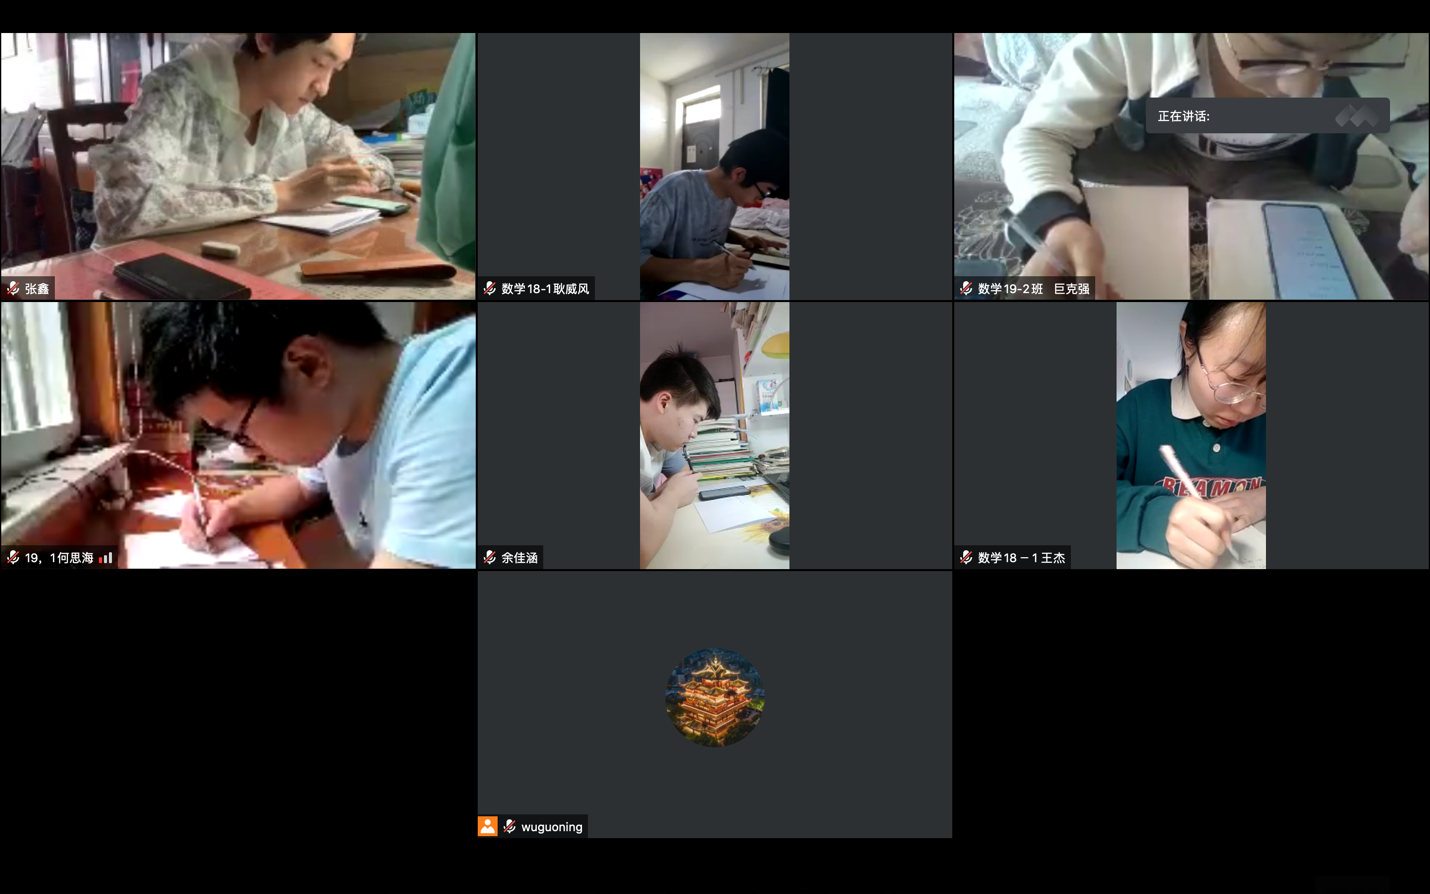 正在讲话:
张鑫
数学18-1耿威风
数学19-2班 巨克强
19，1何思海
余佳涵
数学18－1王杰
BEAMON
wuguoning